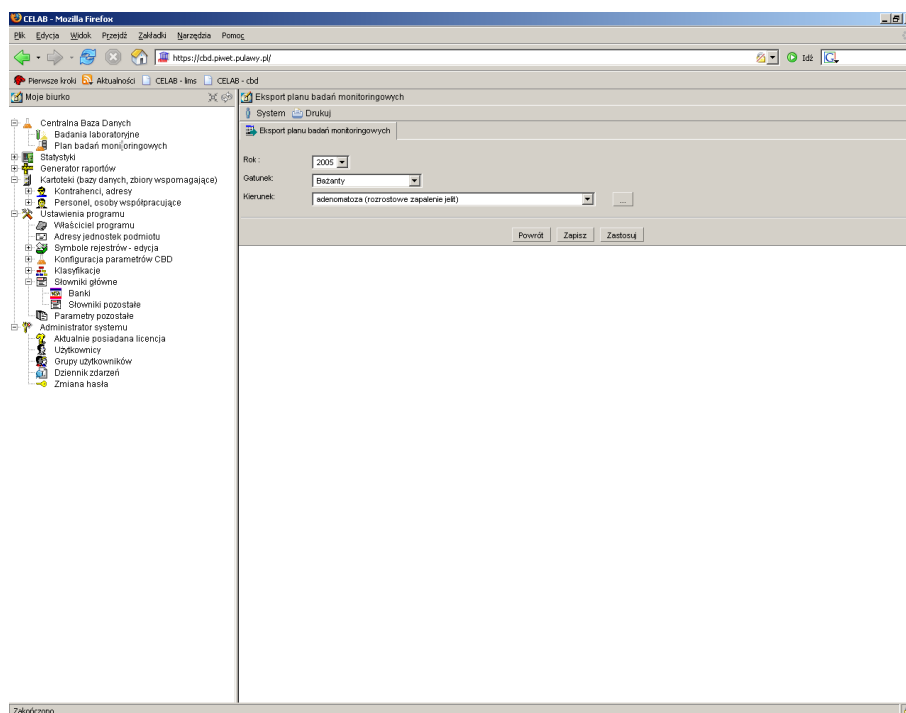 CELAB - Mozilla Firefox
Plik Edycja Widok Przejdź Zakładki Narzędzia Pomoc
https://cbd.piwet.pulawy.pl/ Idź
Pierwsze kroki Aktualności CELAB - lims CELAB - cbd
Moje biurko
Centralna Baza Danych
Badania laboratoryjne
Plan badań monitoringowych
Statystyki
Generator raportów
Kartoteki (bazy danych, zbiory wspomagające)
Kontrahenci, adresy
Personel, osoby współpracujące
Ustawienia programu
Właściciel programu
Adresy jednostek podmiotu
Symbole rejestrów - edycja
Konfiguracja parametrów CBD
Klasyfikacje
Słowniki główne
Banki
Słowniki pozostałe
Parametry pozostałe
Administrator systemu
Aktualnie posiadana licencja
Użytkownicy
Grupy użytkowników
Dziennik zdarzeń
Zmiana hasła
Eksport planu badań monitoringowych
System Drukuj
Eksport planu badań monitoringowych
Rok : 2005
Gatunek: Bażanty
Kierunek: adenomatoza (rozrostowe zapalenie jelit) ...
Powrót Zapisz Zastosuj
Zakończono